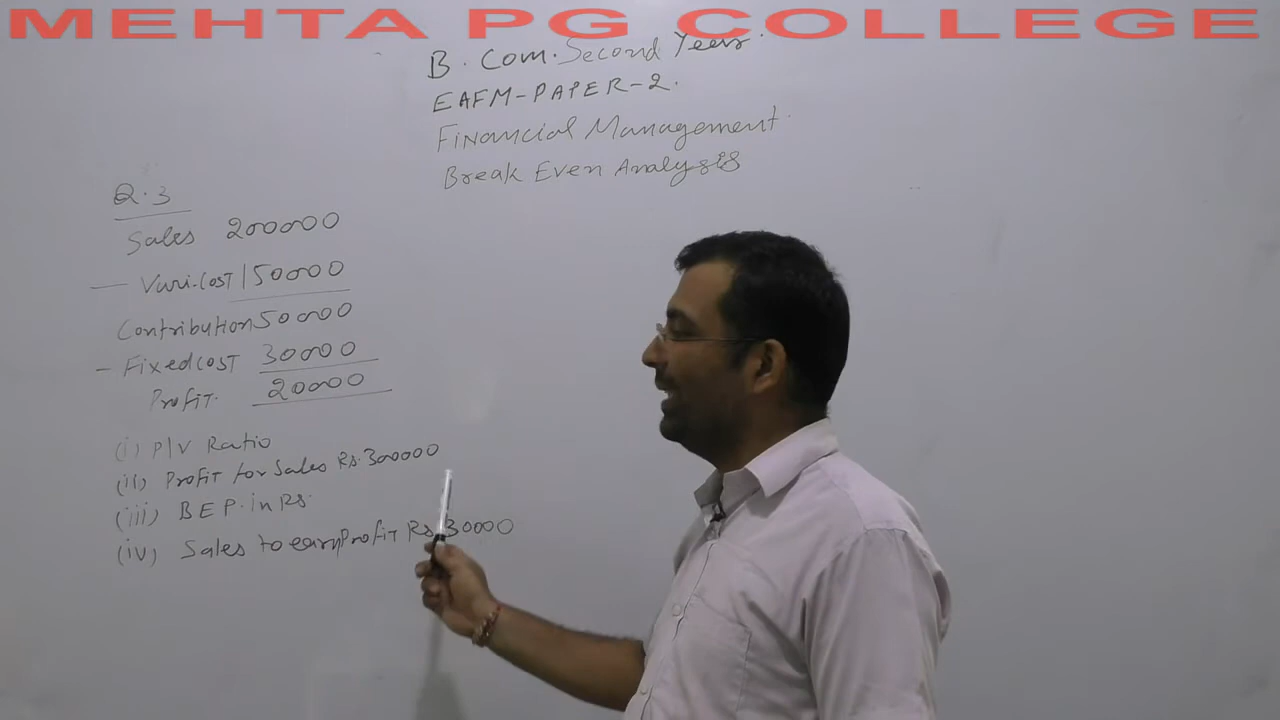 MEHTA PG COLLEGE
B. Com. Second Year
EAFM-PAPER-2.
Financial Management
Break Even Analysis
Q.3
Sales 200000
— Vari.cost 150000
Contribution 50000
- Fixed cost 30000
Profit. 20000
(i) P/V Ratio
(ii) Profit for Sales Rs. 300000
(iii) BEP. in Rs.
(iv) Sales to earn Profit Rs. 30000